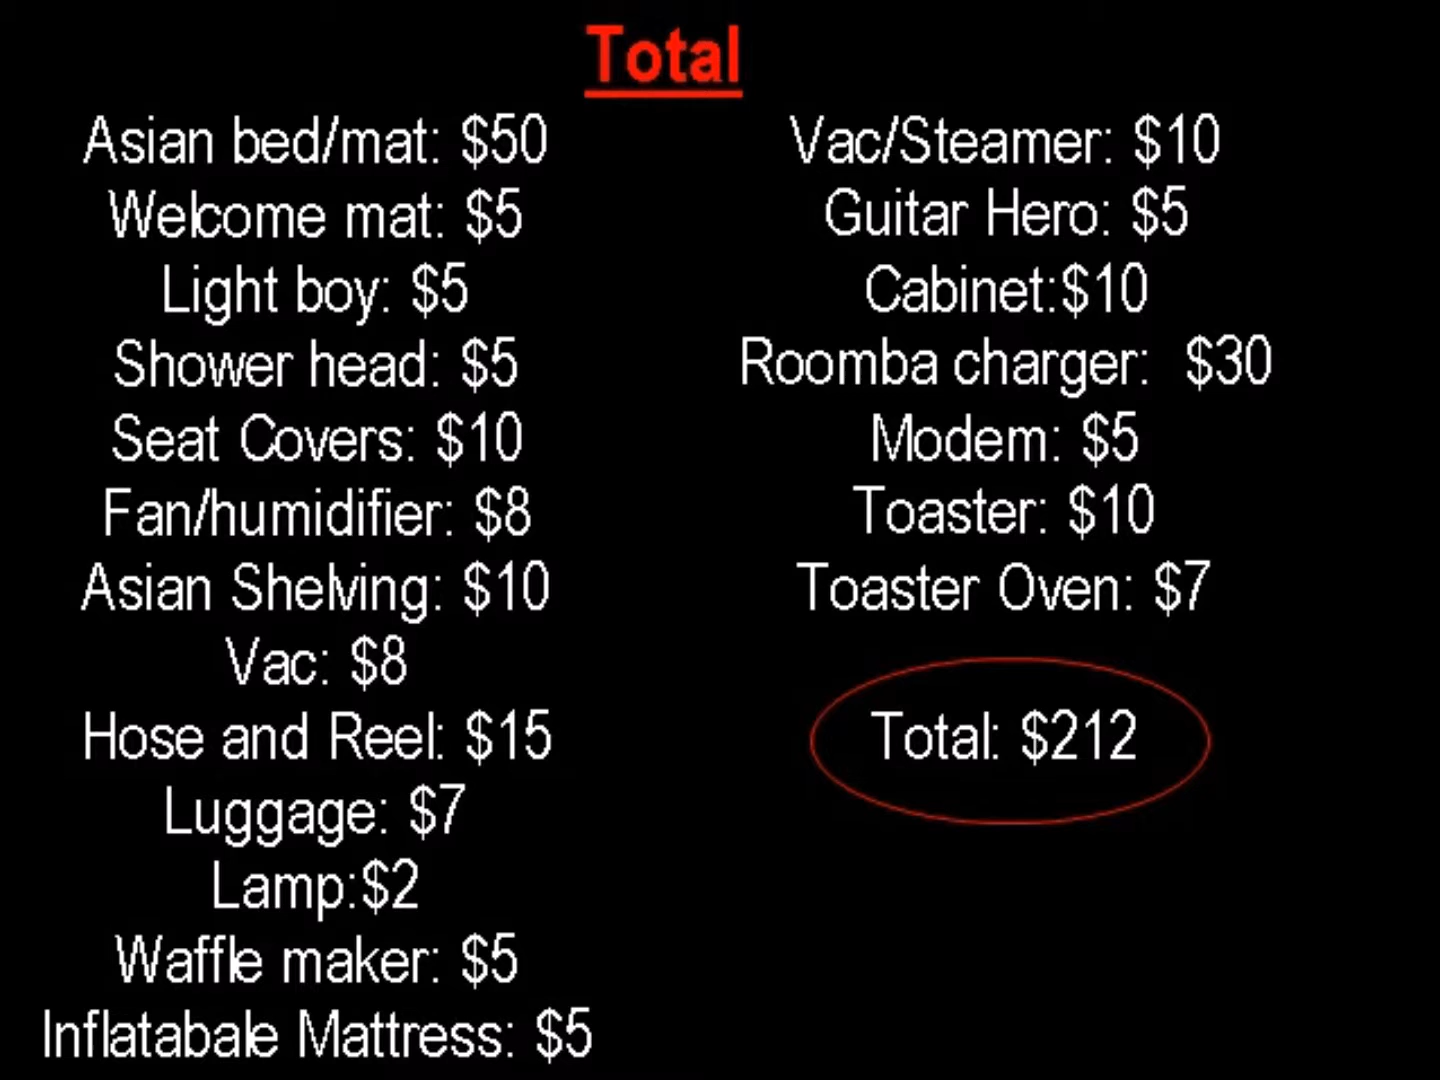 Total
Asian bed/mat: $50
Welcome mat: $5
Light boy: $5
Shower head: $5
Seat Covers: $10
Fan/humidifier: $8
Asian Shelving: $10
Vac: $8
Hose and Reel: $15
Luggage: $7
Lamp:$2
Waffle maker: $5
Inflatabale Mattress: $5
Vac/Steamer: $10
Guitar Hero: $5
Cabinet:$10
Roomba charger: $30
Modem: $5
Toaster: $10
Toaster Oven: $7
Total: $212